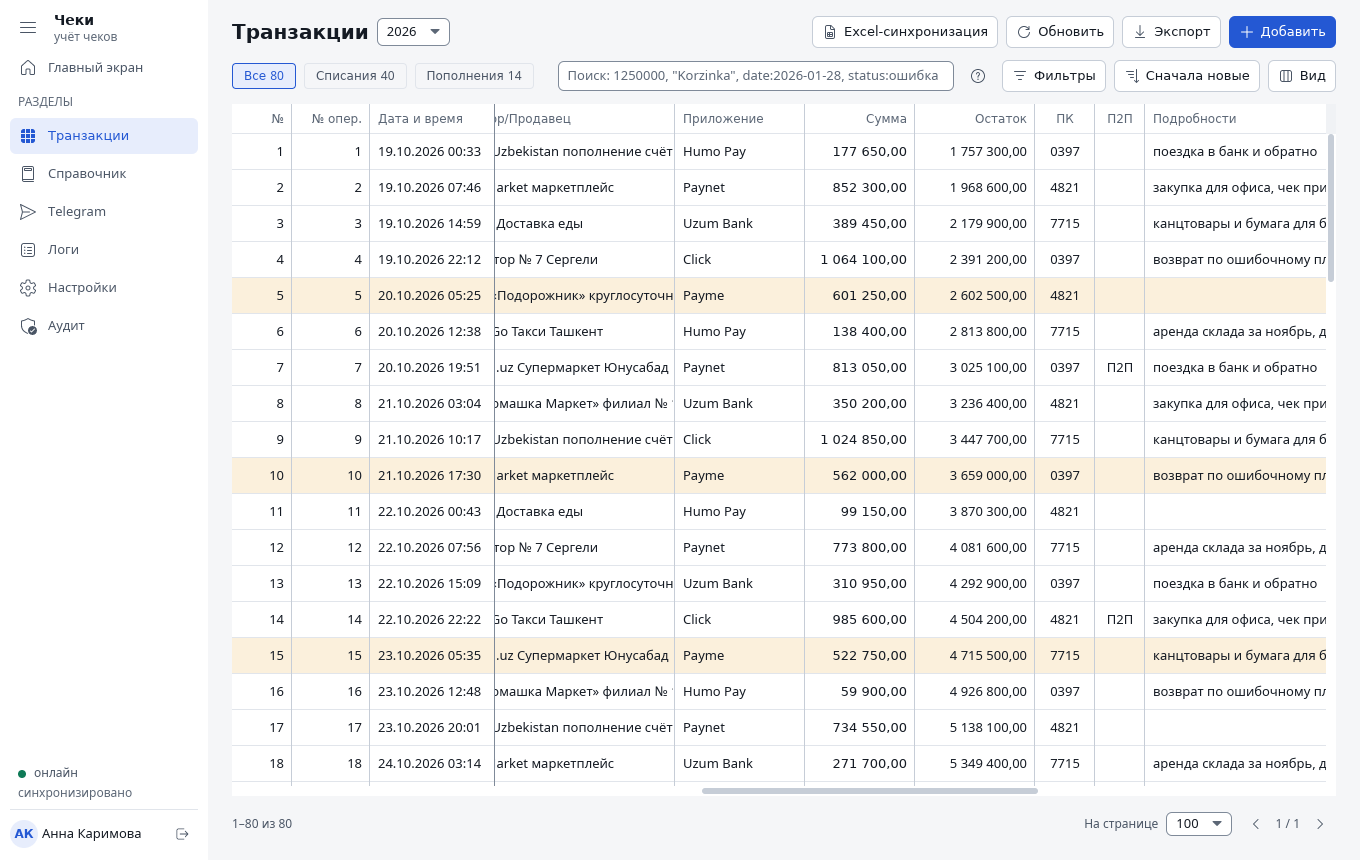 Чеки
учёт чеков
Главный экран
РАЗДЕЛЫ
Транзакции
Справочник
Telegram
Логи
Настройки
Аудит
онлайн
синхронизировано
АК Анна Каримова
Транзакции 2026 Excel-синхронизация Обновить Экспорт Добавить
Все 80 Списания 40 Пополнения 14 Поиск: 1250000, "Korzinka", date:2026-01-28, status:ошибка Фильтры Сначала новые Вид
№ № опер. Дата и время ор/Продавец Приложение Сумма Остаток ПК П2П Подробности
1 1 19.10.2026 00:33 Uzbekistan пополнение счёт Humo Pay 177 650,00 1 757 300,00 0397 поездка в банк и обратно
2 2 19.10.2026 07:46 arket маркетплейс Paynet 852 300,00 1 968 600,00 4821 закупка для офиса, чек при
3 3 19.10.2026 14:59 Доставка еды Uzum Bank 389 450,00 2 179 900,00 7715 канцтовары и бумага для б
4 4 19.10.2026 22:12 тор № 7 Сергели Click 1 064 100,00 2 391 200,00 0397 возврат по ошибочному пл
5 5 20.10.2026 05:25 «Подорожник» круглосуточн Payme 601 250,00 2 602 500,00 4821
6 6 20.10.2026 12:38 Go Такси Ташкент Humo Pay 138 400,00 2 813 800,00 7715 аренда склада за ноябрь, д
7 7 20.10.2026 19:51 .uz Супермаркет Юнусабад Paynet 813 050,00 3 025 100,00 0397 П2П поездка в банк и обратно
8 8 21.10.2026 03:04 омашка Маркет» филиал № Uzum Bank 350 200,00 3 236 400,00 4821 закупка для офиса, чек при
9 9 21.10.2026 10:17 Uzbekistan пополнение счёт Click 1 024 850,00 3 447 700,00 7715 канцтовары и бумага для б
10 10 21.10.2026 17:30 arket маркетплейс Payme 562 000,00 3 659 000,00 0397 возврат по ошибочному пл
11 11 22.10.2026 00:43 Доставка еды Humo Pay 99 150,00 3 870 300,00 4821
12 12 22.10.2026 07:56 тор № 7 Сергели Paynet 773 800,00 4 081 600,00 7715 аренда склада за ноябрь, д
13 13 22.10.2026 15:09 «Подорожник» круглосуточн Uzum Bank 310 950,00 4 292 900,00 0397 поездка в банк и обратно
14 14 22.10.2026 22:22 Go Такси Ташкент Click 985 600,00 4 504 200,00 4821 П2П закупка для офиса, чек при
15 15 23.10.2026 05:35 .uz Супермаркет Юнусабад Payme 522 750,00 4 715 500,00 7715 канцтовары и бумага для б
16 16 23.10.2026 12:48 омашка Маркет» филиал № Humo Pay 59 900,00 4 926 800,00 0397 возврат по ошибочному пл
17 17 23.10.2026 20:01 Uzbekistan пополнение счёт Paynet 734 550,00 5 138 100,00 4821
18 18 24.10.2026 03:14 arket маркетплейс Uzum Bank 271 700,00 5 349 400,00 7715 аренда склада за ноябрь, д
1–80 из 80 На странице 100 1 / 1